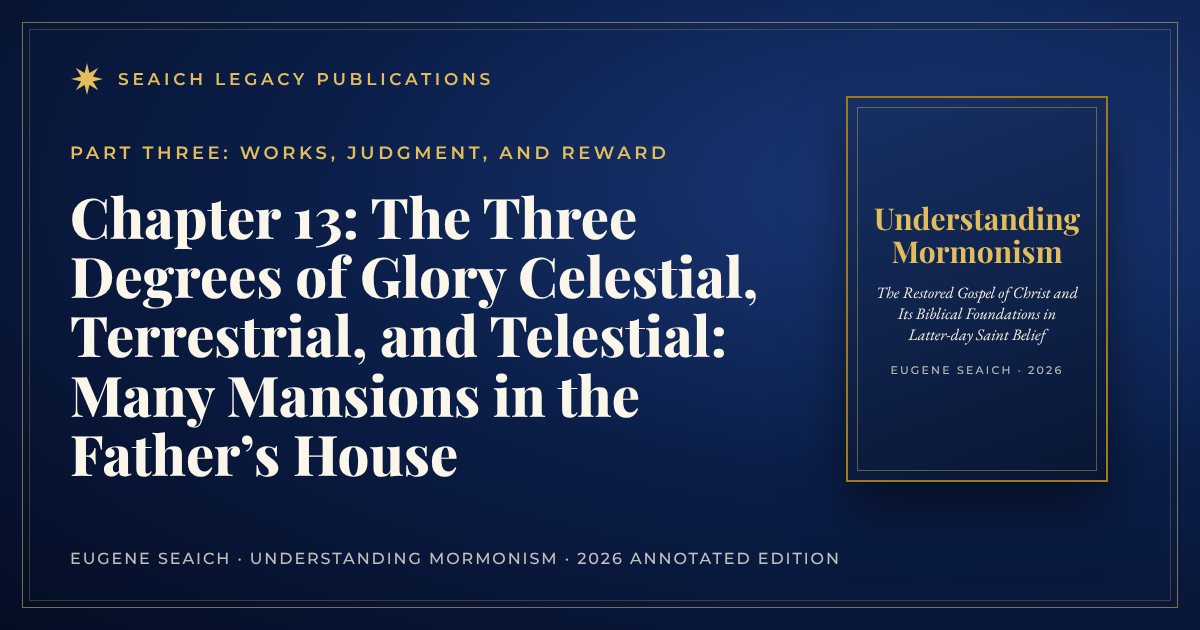 SEAICH LEGACY PUBLICATIONS
PART THREE: WORKS, JUDGMENT, AND REWARD
Chapter 13: The Three
Degrees of Glory Celestial,
Terrestrial, and Telestial:
Many Mansions in the
Father’s House
EUGENE SEAICH · UNDERSTANDING MORMONISM · 2026 ANNOTATED EDITION
Understanding
Mormonism
The Restored Gospel of Christ and
Its Biblical Foundations in
Latter-day Saint Belief
EUGENE SEAICH · 2026